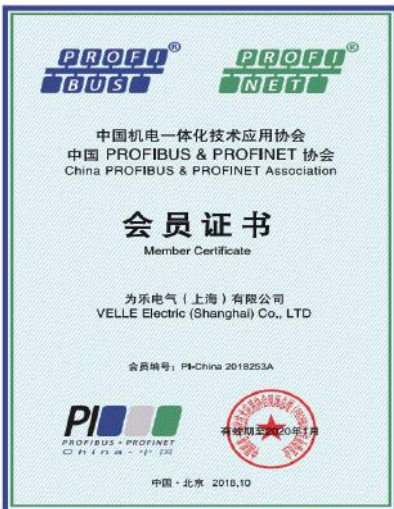 PROFI®
BUS
PROFI®
NET
中国机电一体化技术应用协会
中国 PROFIBUS & PROFINET 协会
China PROFIBUS & PROFINET Association
会员证书
Member Certificate
为乐电气（上海）有限公司
VELLE Electric (Shanghai) Co., LTD
会员编号：PI-China 2018253A
PI
PROFIBUS · PROFINET
China - 中国
有效期至2020年1月
中国·北京 2018,10